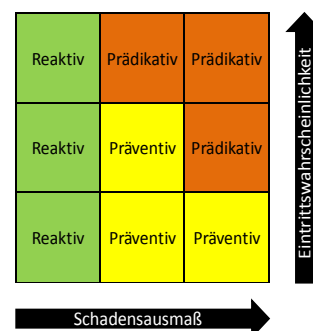 Reaktiv Prädikativ Prädikativ
Reaktiv Präventiv Prädikativ
Reaktiv Präventiv Präventiv
Eintrittswahrscheinlichkeit
Schadensausmaß